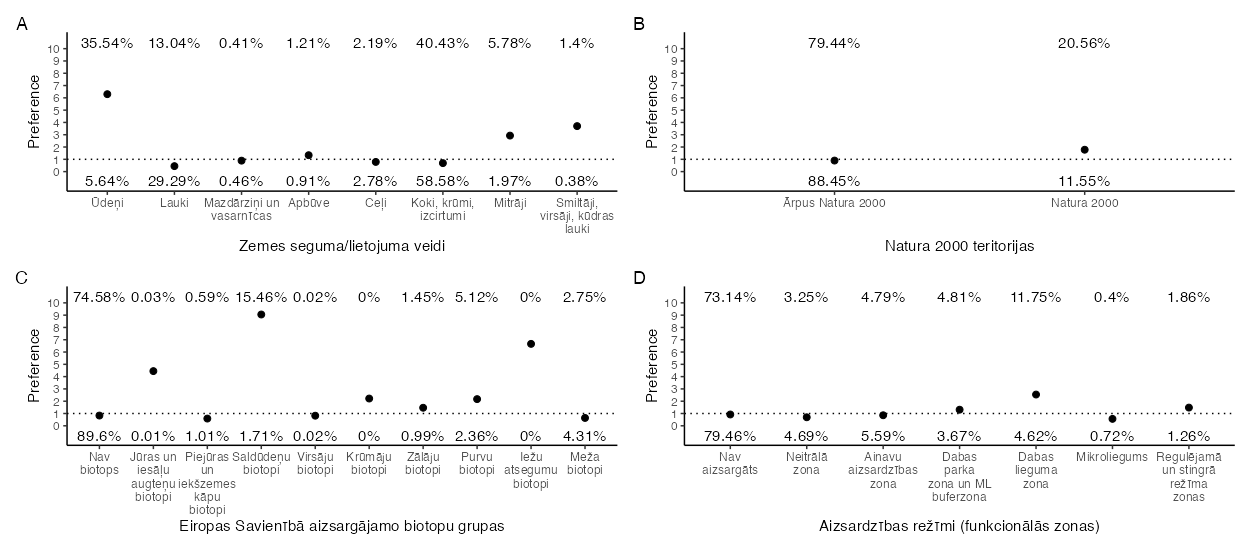 A
35.54% 13.04% 0.41% 1.21% 2.19% 40.43% 5.78% 1.4%
10
9
8
7
6
5
4
3
2
1
0
Preference
5.64% 29.29% 0.46% 0.91% 2.78% 58.58% 1.97% 0.38%
Ūdeņi Lauki Mazdārziņi un Apbūve Ceļi Koki, krūmi, Mitrāji Smiltāji,
vasarnīcas izcirtumi virsāji, kūdras
lauki
Zemes seguma/lietojuma veidi
B
79.44% 20.56%
10
9
8
7
6
5
4
3
2
1
0
Preference
88.45% 11.55%
Ārpus Natura 2000 Natura 2000
Natura 2000 teritorijas
C
74.58% 0.03% 0.59% 15.46% 0.02% 0% 1.45% 5.12% 0% 2.75%
10
9
8
7
6
5
4
3
2
1
0
Preference
89.6% 0.01% 1.01% 1.71% 0.02% 0% 0.99% 2.36% 0% 4.31%
Nav Jūras un Piejūras Saldūdeņu Virsāju Krūmāju Zālāju Purvu Iežu Meža
biotops iesāļu un biotopi biotopi biotopi biotopi biotopi atsegumu biotopi
augteņu iekšzemes biotopi
biotopi kāpu
biotopi
Eiropas Savienībā aizsargājamo biotopu grupas
D
73.14% 3.25% 4.79% 4.81% 11.75% 0.4% 1.86%
10
9
8
7
6
5
4
3
2
1
0
Preference
79.46% 4.69% 5.59% 3.67% 4.62% 0.72% 1.26%
Nav Neitrālā Ainavu Dabas Dabas Mikroliegums Regulējamā
aizsargāts zona aizsardzības parka lieguma un stingrā
zona zona un ML zona režīma
buferzona zonas
Aizsardzības režīmi (funkcionālās zonas)